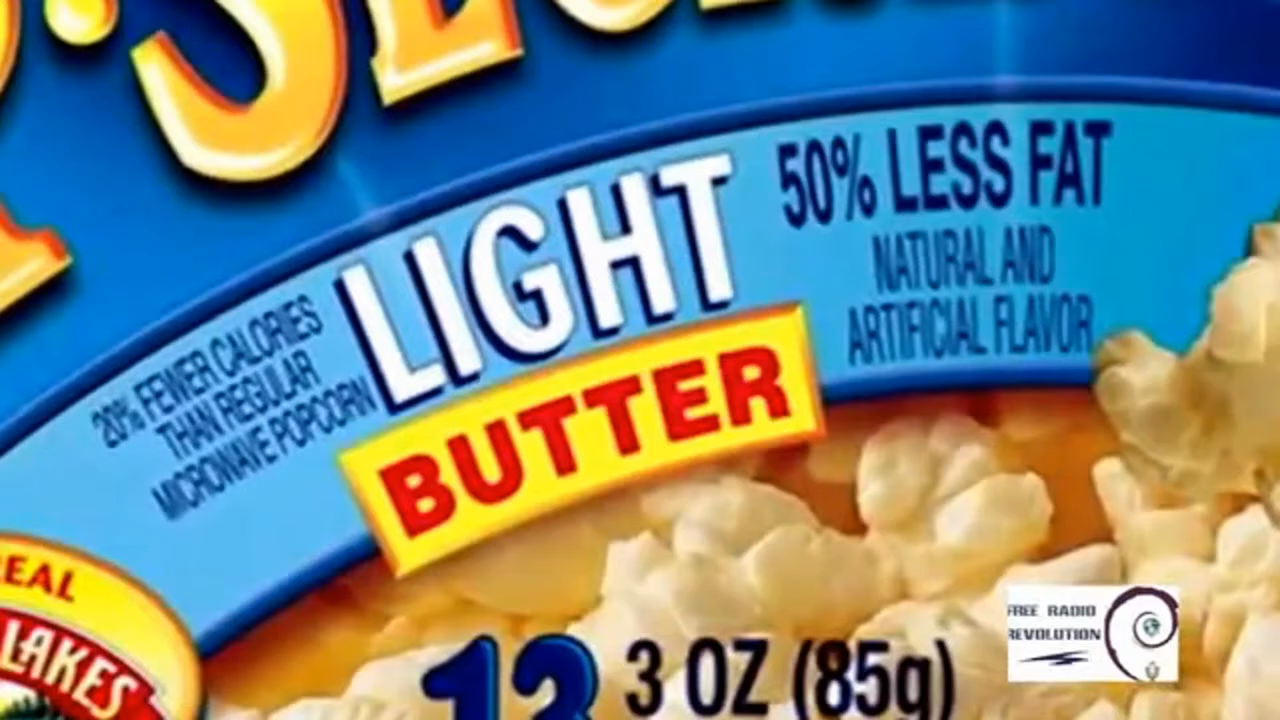 LIGHT
BUTTER
50% LESS FAT
NATURAL AND
ARTIFICIAL FLAVOR
20% FEWER CALORIES
THAN REGULAR
MICROWAVE POPCORN
LAKES
3 OZ (85g)
FREE RADIO
REVOLUTION